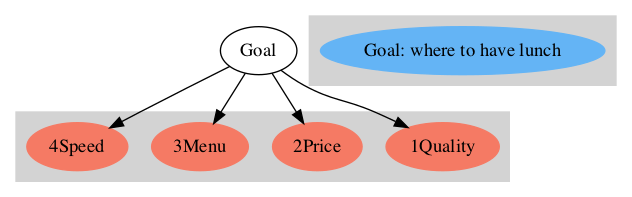 Goal
Goal: where to have lunch
4Speed
3Menu
2Price
1Quality